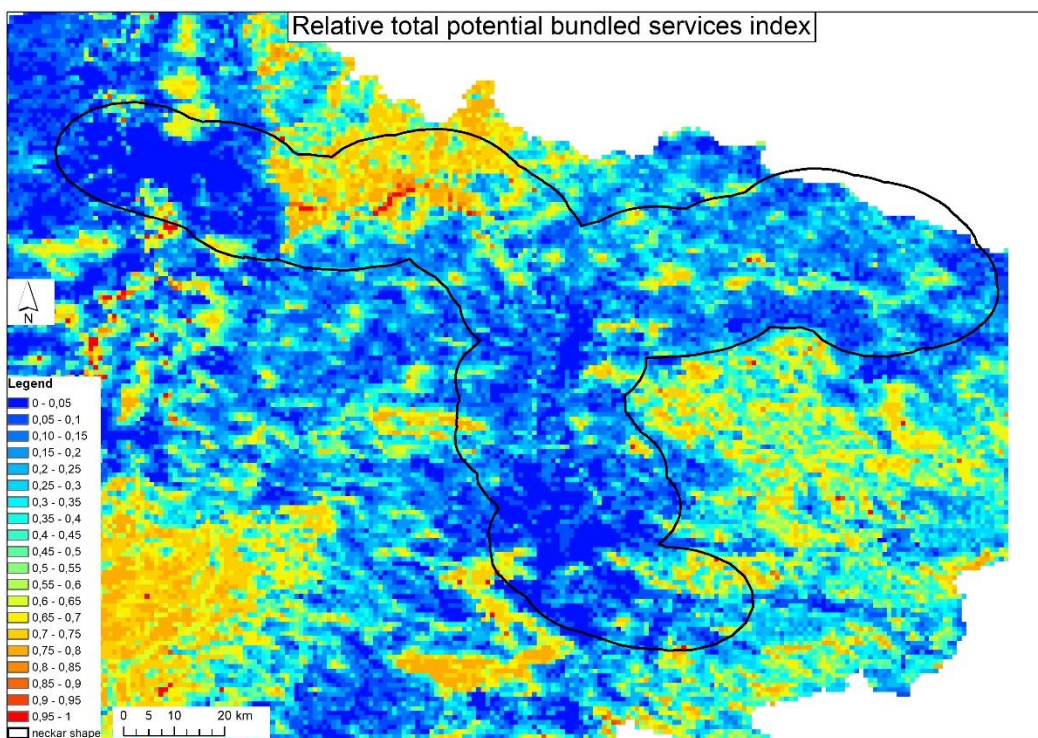 Relative total potential bundled services index
N
Legend
0 - 0,05
0,05 - 0,1
0,10 - 0,15
0,15 - 0,2
0,2 - 0,25
0,25 - 0,3
0,3 - 0,35
0,35 - 0,4
0,4 - 0,45
0,45 - 0,5
0,5 - 0,55
0,55 - 0,6
0,6 - 0,65
0,65 - 0,7
0,7 - 0,75
0,75 - 0,8
0,8 - 0,85
0,85 - 0,9
0,9 - 0,95
0,95 - 1
neckar shape
0 5 10 20 km